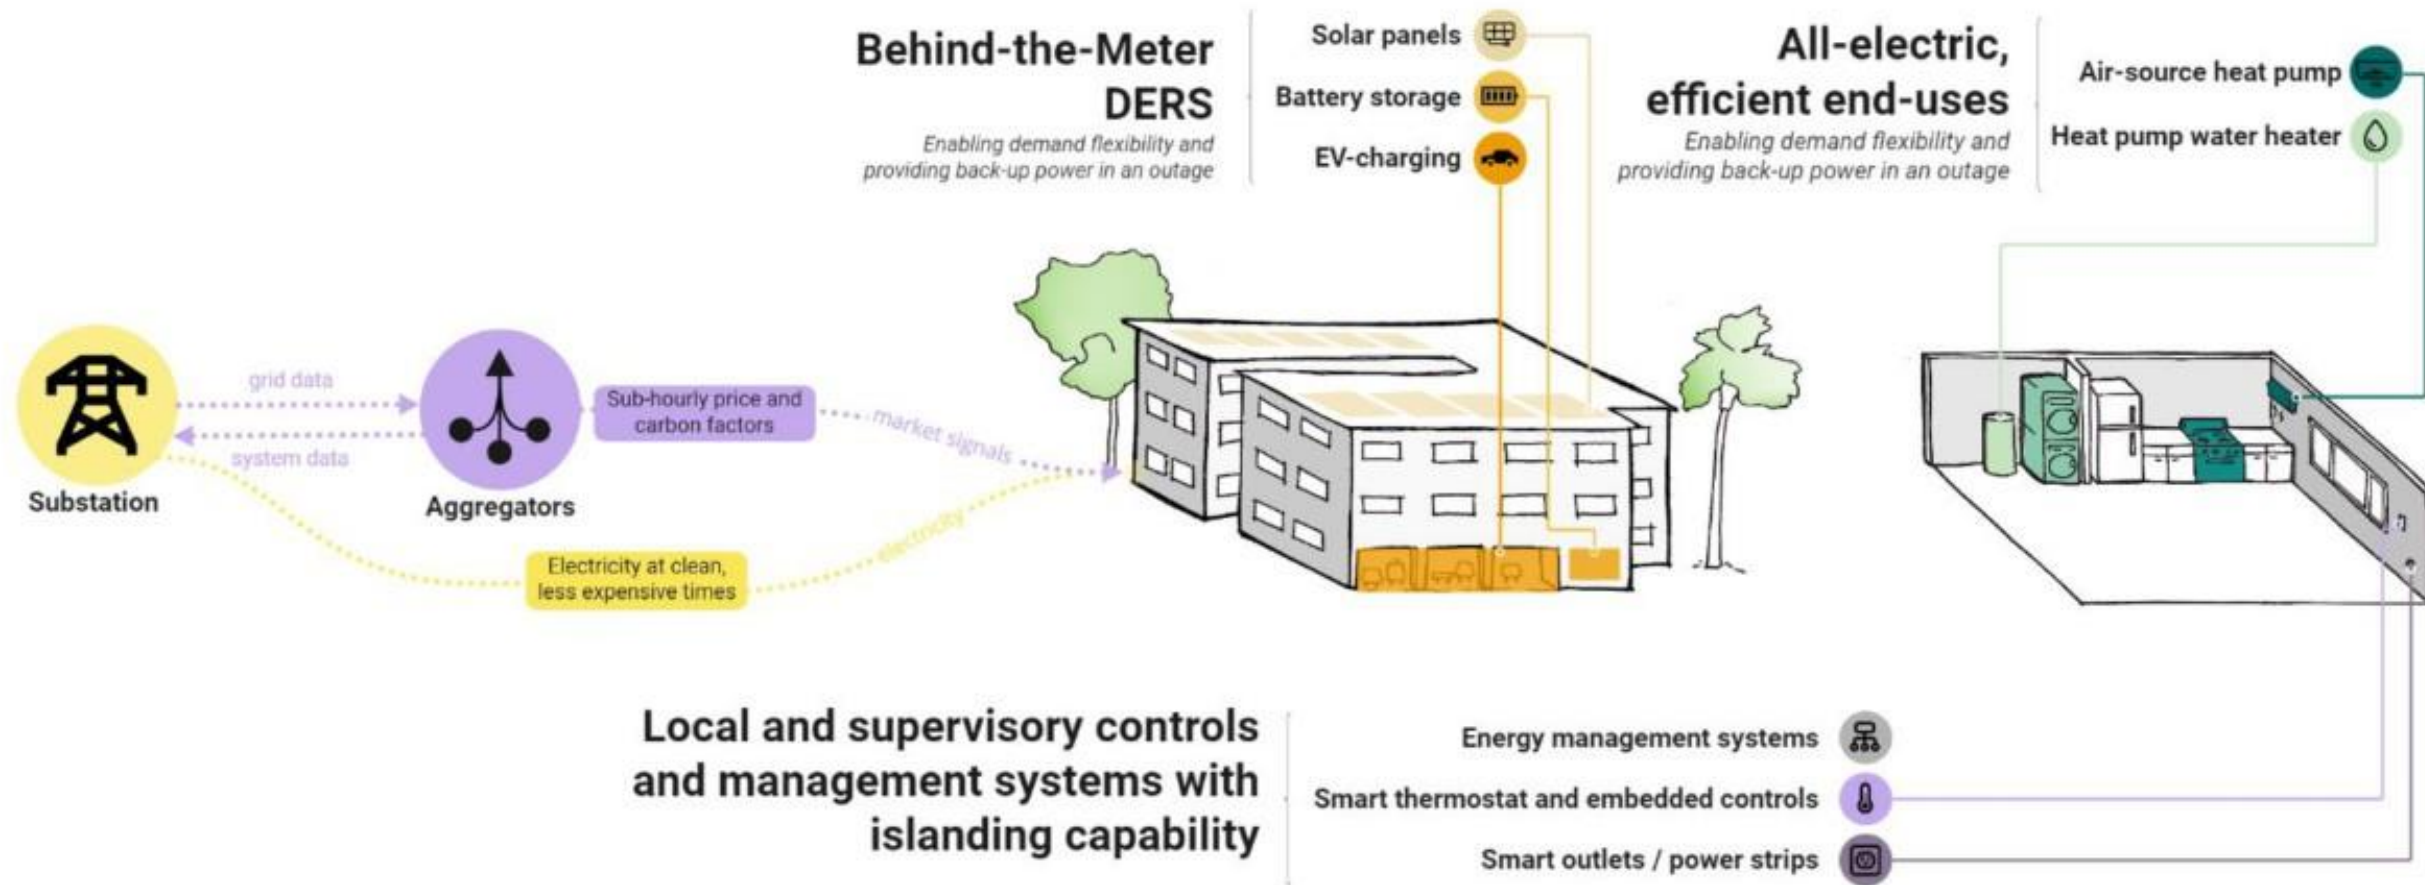 Behind-the-Meter
DERS
Enabling demand flexibility and
providing back-up power in an outage
Solar panels
Battery storage
EV-charging
All-electric,
efficient end-uses
Enabling demand flexibility and
providing back-up power in an outage
Air-source heat pump
Heat pump water heater
grid data
system data
Substation
Aggregators
Sub-hourly price and
carbon factors
market signals
Electricity at clean,
less expensive times
electricity
Local and supervisory controls
and management systems with
islanding capability
Energy management systems
Smart thermostat and embedded controls
Smart outlets / power strips